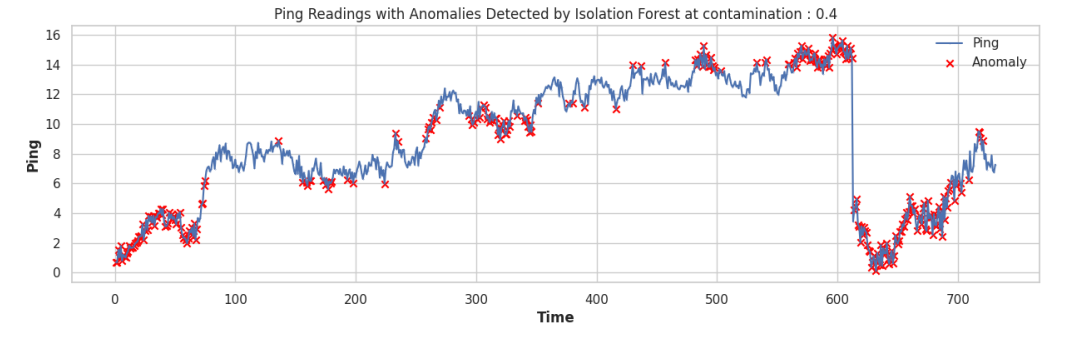 Ping Readings with Anomalies Detected by Isolation Forest at contamination : 0.4
16
14
12
10
8
6
4
2
0
Ping
Ping
Anomaly
0 100 200 300 400 500 600 700
Time